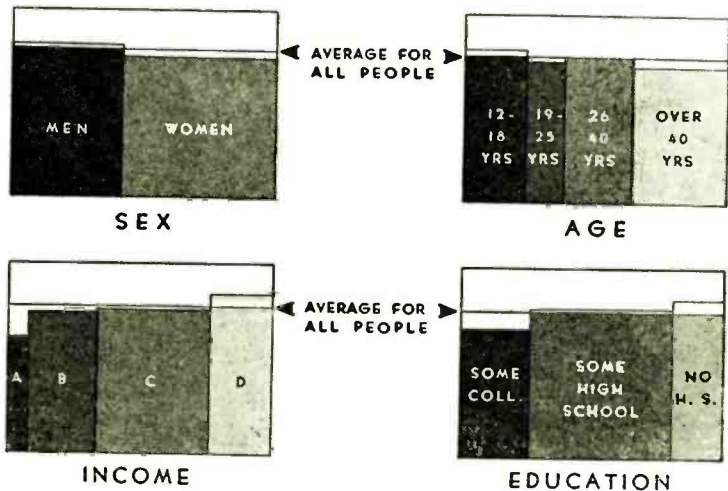 MEN
WOMEN
SEX
AVERAGE FOR
ALL PEOPLE
12-
18
YRS
19-
25
YRS
26
40
YRS
OVER
40
YRS
AGE
A
B
C
D
INCOME
AVERAGE FOR
ALL PEOPLE
SOME
COLL.
SOME
HIGH
SCHOOL
NO
H. S.
EDUCATION